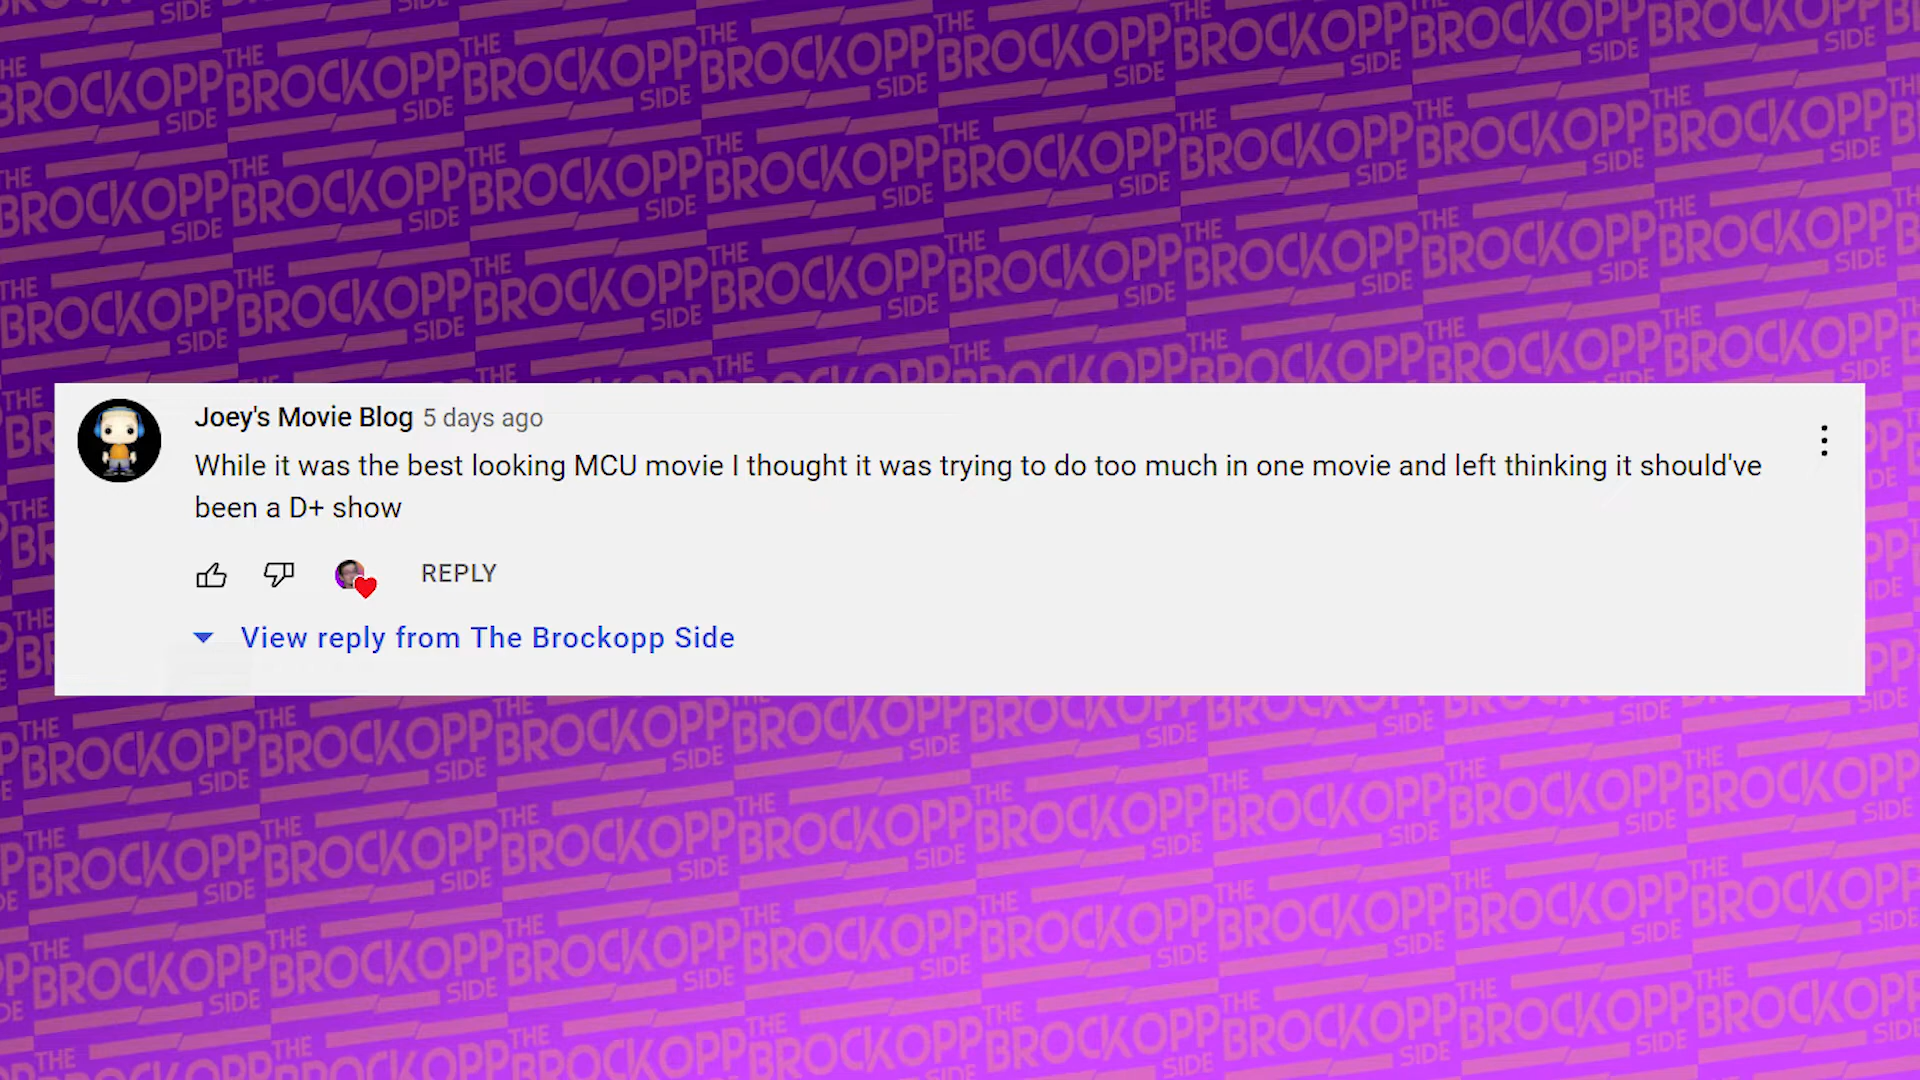 THE BROCKOPP SIDE
Joey's Movie Blog 5 days ago
While it was the best looking MCU movie I thought it was trying to do too much in one movie and left thinking it should've
been a D+ show
REPLY
View reply from The Brockopp Side